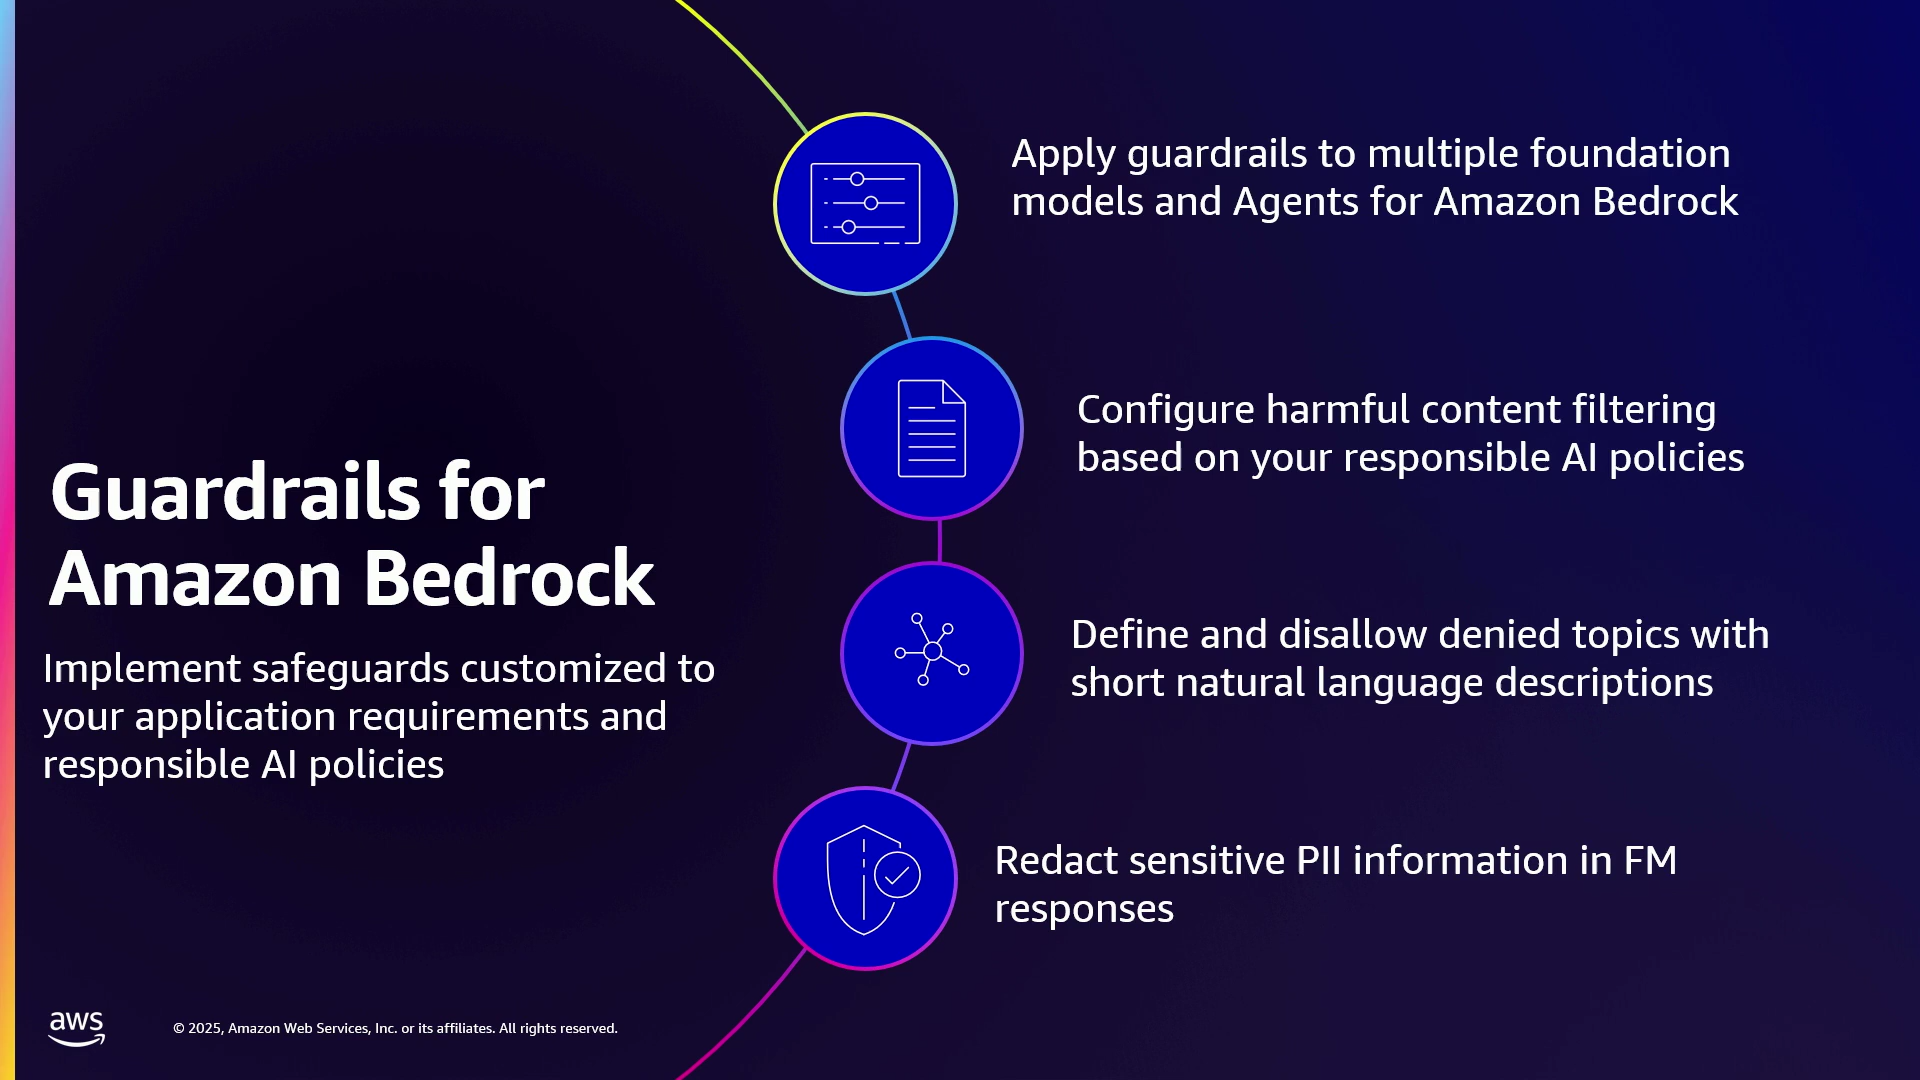 Guardrails for
Amazon Bedrock
Implement safeguards customized to
your application requirements and
responsible AI policies
Apply guardrails to multiple foundation
models and Agents for Amazon Bedrock
Configure harmful content filtering
based on your responsible AI policies
Define and disallow denied topics with
short natural language descriptions
Redact sensitive PII information in FM
responses
aws
© 2025, Amazon Web Services, Inc. or its affiliates. All rights reserved.